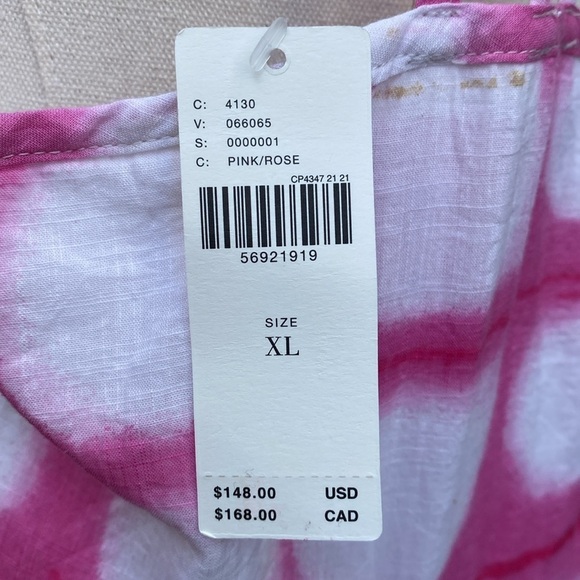 C: 4130
V: 066065
S: 0000001
C: PINK/ROSE
CP4347 21 21
56921919
SIZE
XL
$148.00 USD
$168.00 CAD